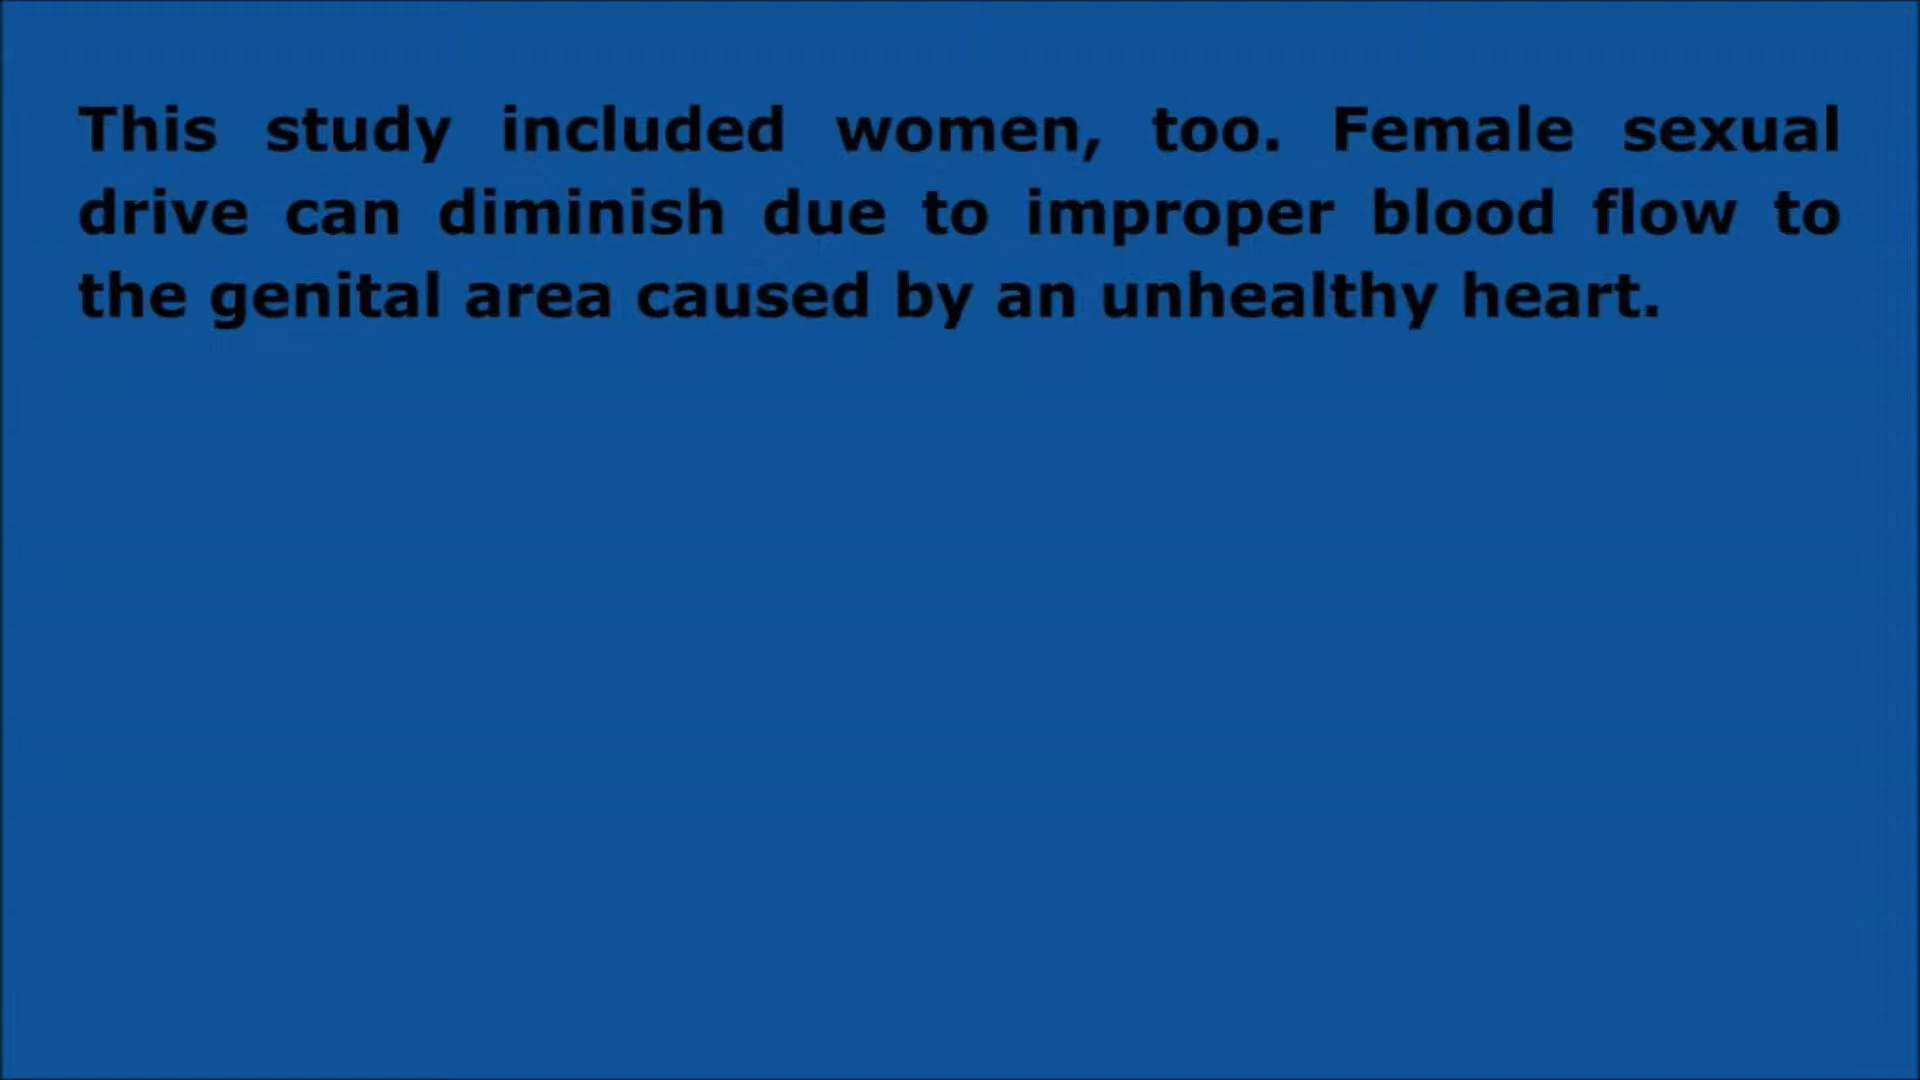 This study included women, too. Female sexual
drive can diminish due to improper blood flow to
the genital area caused by an unhealthy heart.